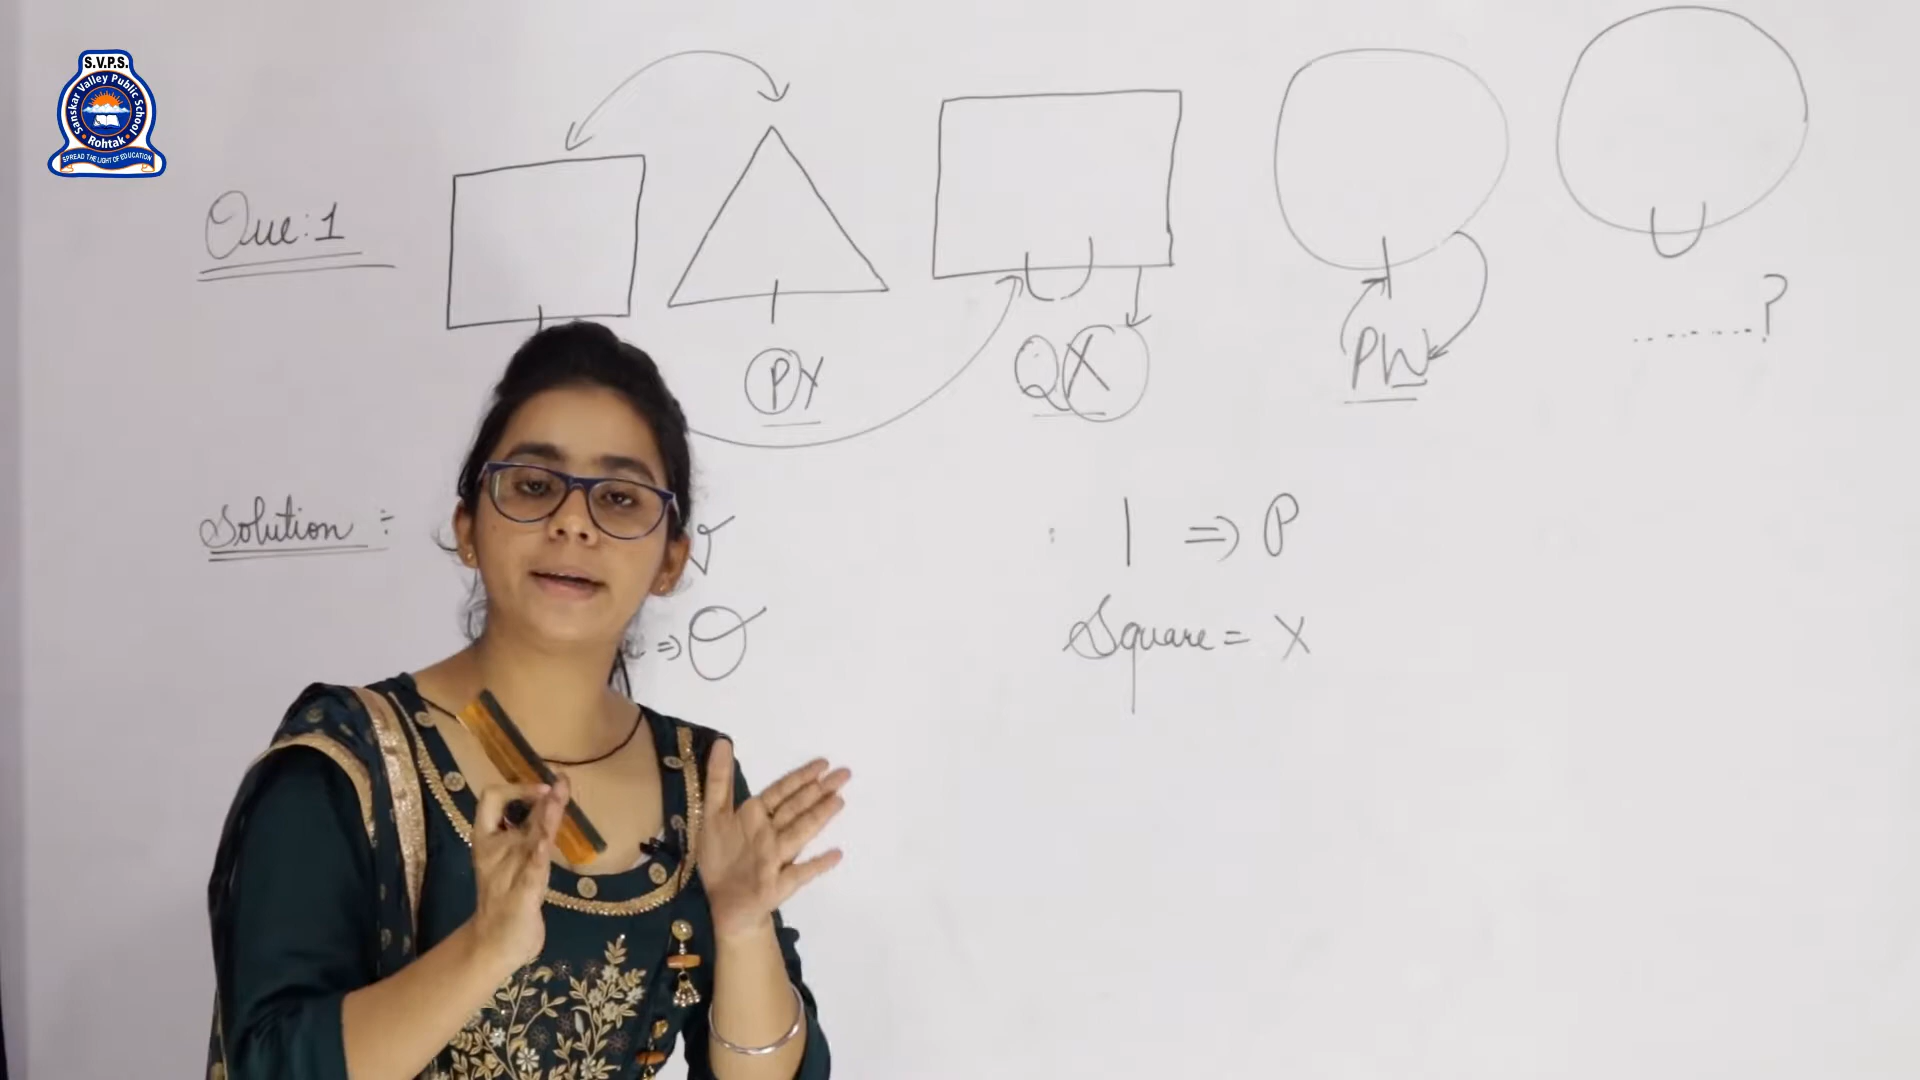 S.V.P.S.
Sanskar Valley Public School
Rohtak
SPREAD THE LIGHT OF EDUCATION
Que:1
PY
QX
PW
..........?
Solution :-
| ⇒ P
⇒ O
Square = X